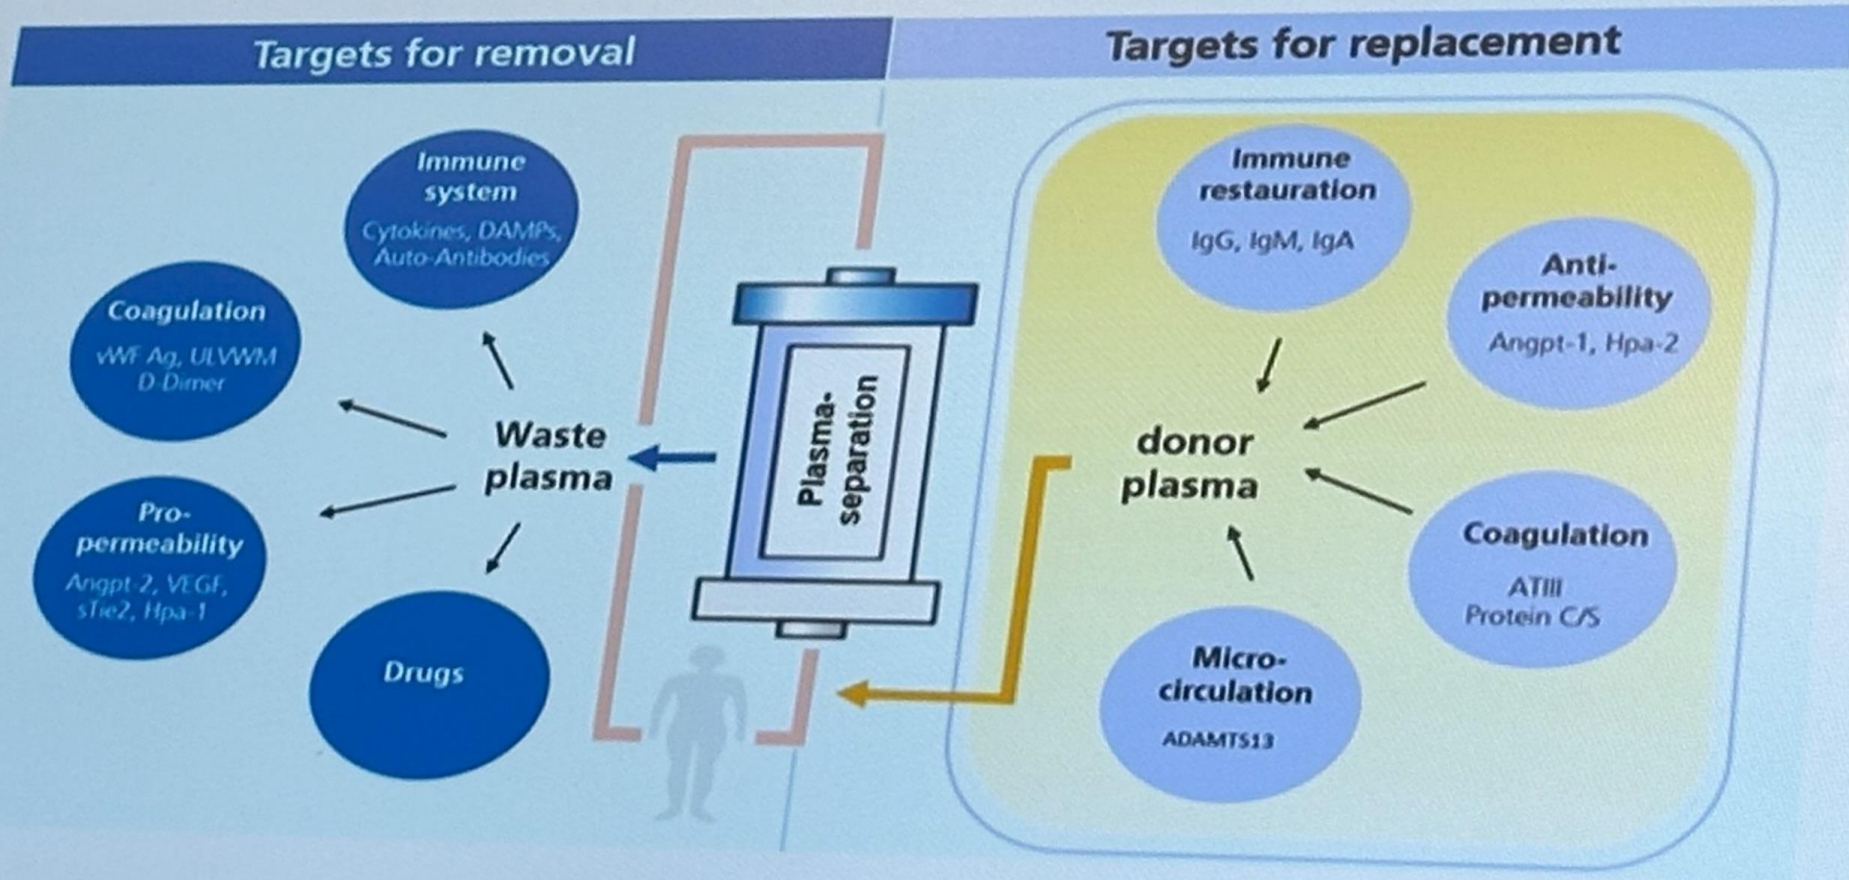 Targets for removal
Targets for replacement
Immune
system
Cytokines, DAMPs,
Auto-Antibodies
Coagulation
vWF Ag, ULVWM
D-Dimer
Pro-
permeability
Angpt-2, VEGF,
sTie2, Hpa-1
Drugs
Waste
plasma
Plasma-
separation
Immune
restauration
IgG, IgM, IgA
Anti-
permeability
Angpt-1, Hpa-2
donor
plasma
Coagulation
ATIII
Protein C/S
Micro-
circulation
ADAMTS13